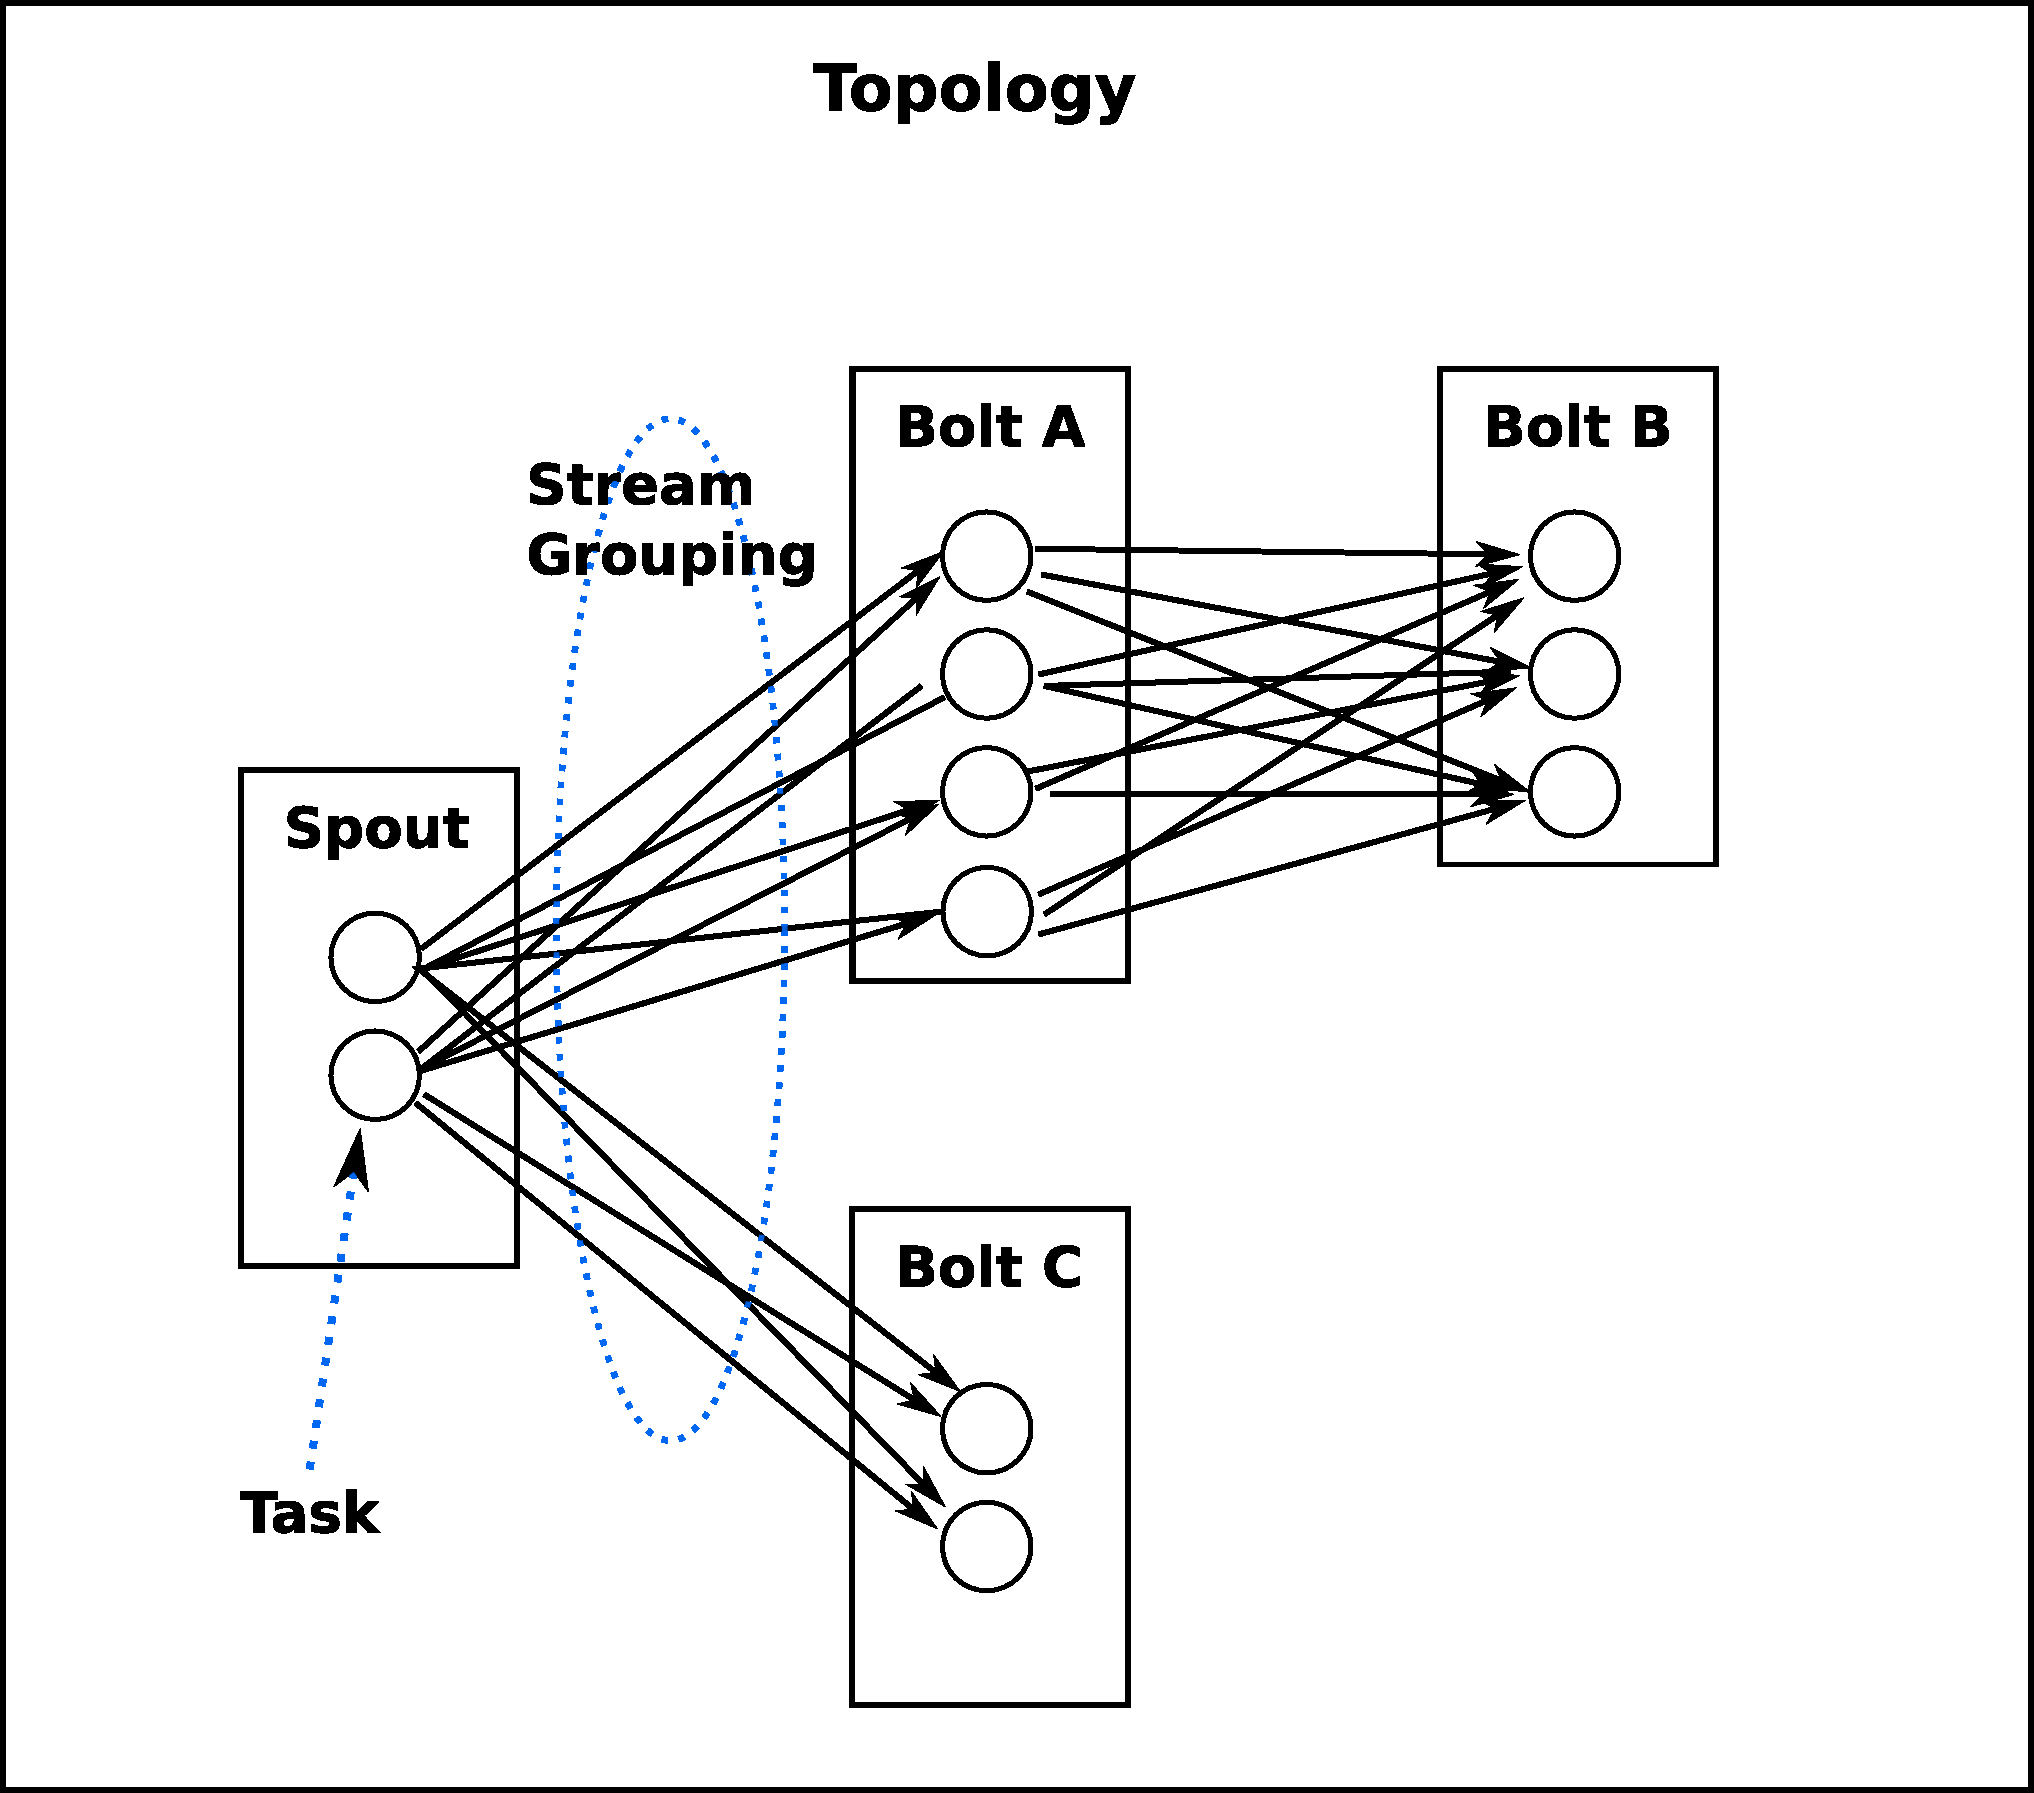 Topology
Stream
Grouping
Bolt A
Bolt B
Spout
Bolt C
Task